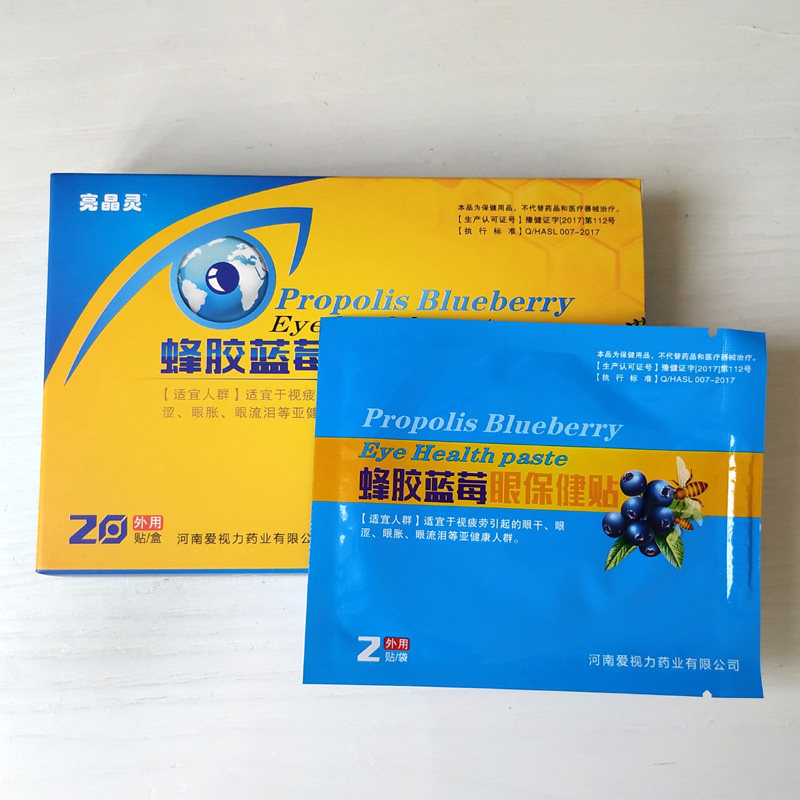 亮晶灵™
本品为保健用品，不代替药品和医疗器械治疗。
【生产认可证号】豫健证字[2017]第112号
【执行标准】Q/HASL 007-2017
Propolis Blueberry
Eye
蜂胶蓝莓
【适宜人群】适宜于视疲
涩、眼胀、眼流泪等亚健
20 外用
贴/盒
河南爱视力药业有限公
本品为保健用品，不代替药品和医疗器械治疗。
【生产认可证号】豫健证字[2017]第112号
【执行标准】Q/HASL 007-2017
Propolis Blueberry
Eye Health paste
蜂胶蓝莓眼保健贴
【适宜人群】适宜于视疲劳引起的眼干、眼
涩、眼胀、眼流泪等亚健康人群。
2 外用
贴/袋
河南爱视力药业有限公司